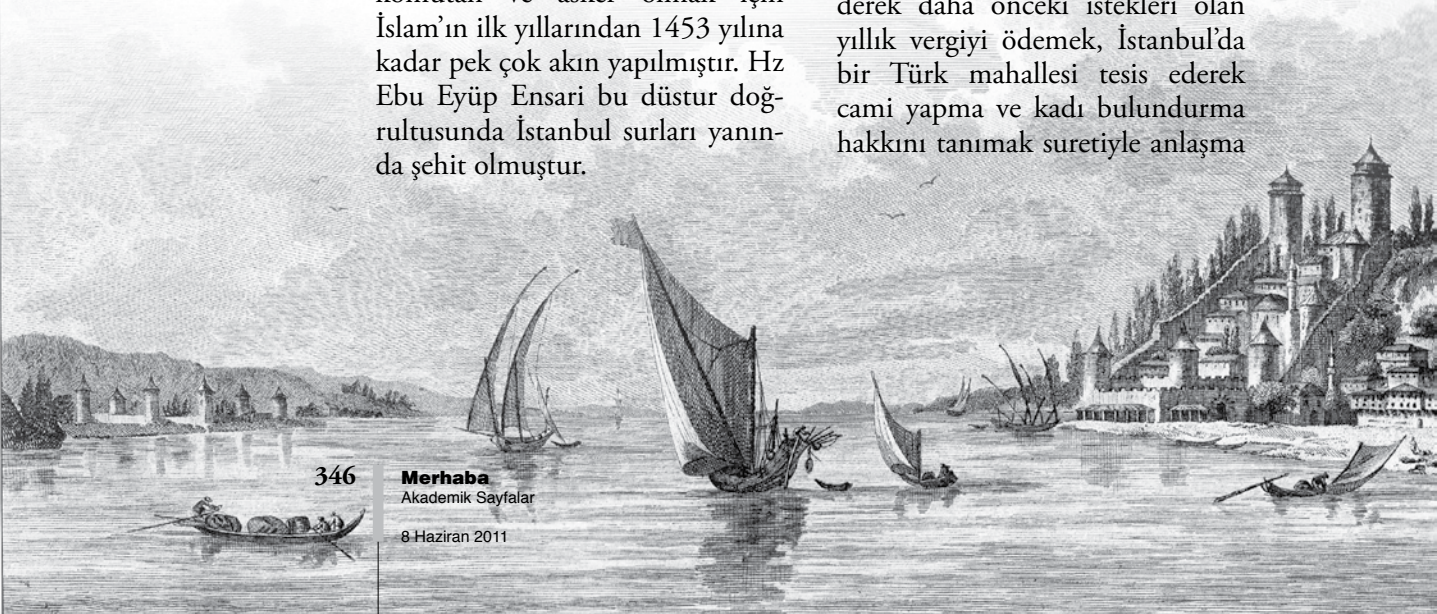 komutan ve asker olmak için
İslam’ın ilk yıllarından 1453 yılına
kadar pek çok akın yapılmıştır. Hz
Ebu Eyüp Ensari bu düstur doğ-
rultusunda İstanbul surları yanın-
da şehit olmuştur.
derek daha önceki istekleri olan
yıllık vergiyi ödemek, İstanbul’da
bir Türk mahallesi tesis ederek
cami yapma ve kadı bulundurma
hakkını tanımak suretiyle anlaşma
346
Merhaba
Akademik Sayfalar
8 Haziran 2011